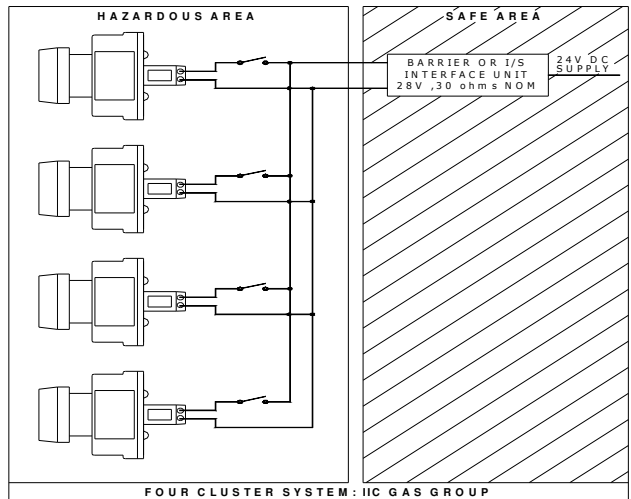 HAZARDOUS AREA
SAFE AREA
BARRIER OR I/S
INTERFACE UNIT
28V ,30 ohms NOM
24V DC
SUPPLY
FOUR CLUSTER SYSTEM: IIC GAS GROUP